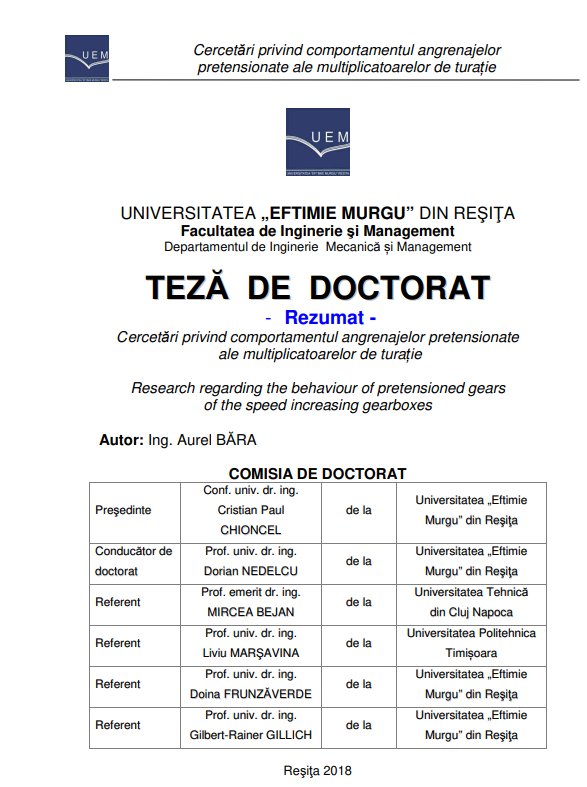 UEM
Cercetări privind comportamentul angrenajelor
pretensionate ale multiplicatoarelor de turație
UEM
UNIVERSITATEA "EFTIMIE MURGU" REŞIŢA
UNIVERSITATEA „EFTIMIE MURGU” DIN REŞIŢA
Facultatea de Inginerie şi Management
Departamentul de Inginerie Mecanică și Management
TEZĂ DE DOCTORAT
- Rezumat -
Cercetări privind comportamentul angrenajelor pretensionate
ale multiplicatoarelor de turație
Research regarding the behaviour of pretensioned gears
of the speed increasing gearboxes
Autor: Ing. Aurel BĂRA
COMISIA DE DOCTORAT
Preşedinte
Conf. univ. dr. ing.
Cristian Paul
CHIONCEL
de la
Universitatea „Eftimie
Murgu” din Reşiţa
Conducător de
doctorat
Prof. univ. dr. ing.
Dorian NEDELCU
de la
Universitatea „Eftimie
Murgu” din Reşiţa
Referent
Prof. emerit dr. ing.
MIRCEA BEJAN
de la
Universitatea Tehnică
din Cluj Napoca
Referent
Prof. univ. dr. ing.
Liviu MARŞAVINA
de la
Universitatea Politehnica
Timișoara
Referent
Prof. univ. dr. ing.
Doina FRUNZĂVERDE
de la
Universitatea „Eftimie
Murgu” din Reşiţa
Referent
Prof. univ. dr. ing.
Gilbert-Rainer GILLICH
de la
Universitatea „Eftimie
Murgu” din Reşiţa
Reşiţa 2018